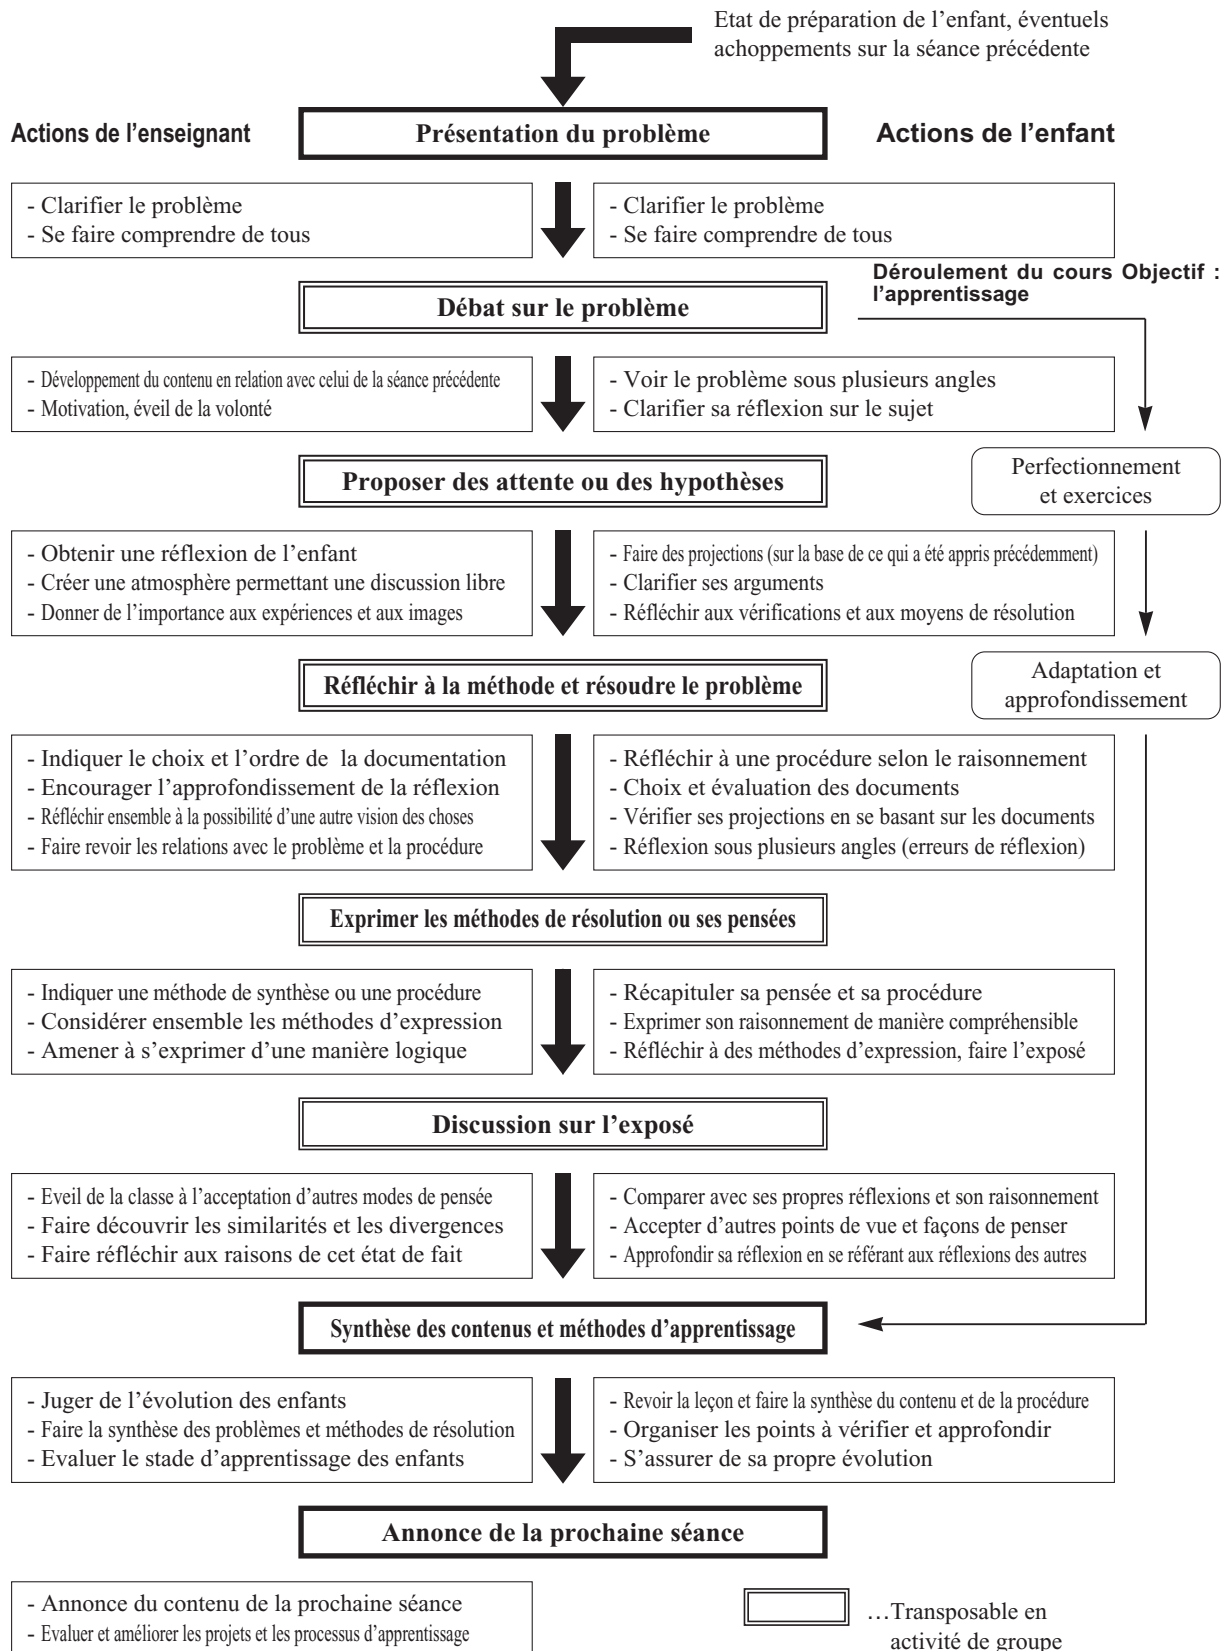 Etat de préparation de l’enfant, éventuels
achoppements sur la séance précédente
Actions de l’enseignant
Présentation du problème
Actions de l’enfant
- Clarifier le problème
- Se faire comprendre de tous
- Clarifier le problème
- Se faire comprendre de tous
Déroulement du cours Objectif :
l’apprentissage
Débat sur le problème
- Développement du contenu en relation avec celui de la séance précédente
- Motivation, éveil de la volonté
- Voir le problème sous plusieurs angles
- Clarifier sa réflexion sur le sujet
Proposer des attente ou des hypothèses
Perfectionnement
et exercices
- Obtenir une réflexion de l’enfant
- Créer une atmosphère permettant une discussion libre
- Donner de l’importance aux expériences et aux images
- Faire des projections (sur la base de ce qui a été appris précédemment)
- Clarifier ses arguments
- Réfléchir aux vérifications et aux moyens de résolution
Réfléchir à la méthode et résoudre le problème
Adaptation et
approfondissement
- Indiquer le choix et l’ordre de la documentation
- Encourager l’approfondissement de la réflexion
- Réfléchir ensemble à la possibilité d’une autre vision des choses
- Faire revoir les relations avec le problème et la procédure
- Réfléchir à une procédure selon le raisonnement
- Choix et évaluation des documents
- Vérifier ses projections en se basant sur les documents
- Réflexion sous plusieurs angles (erreurs de réflexion)
Exprimer les méthodes de résolution ou ses pensées
- Indiquer une méthode de synthèse ou une procédure
- Considérer ensemble les méthodes d’expression
- Amener à s’exprimer d’une manière logique
- Récapituler sa pensée et sa procédure
- Exprimer son raisonnement de manière compréhensible
- Réfléchir à des méthodes d’expression, faire l’exposé
Discussion sur l’exposé
- Eveil de la classe à l’acceptation d’autres modes de pensée
- Faire découvrir les similarités et les divergences
- Faire réfléchir aux raisons de cet état de fait
- Comparer avec ses propres réflexions et son raisonnement
- Accepter d’autres points de vue et façons de penser
- Approfondir sa réflexion en se référant aux réflexions des autres
Synthèse des contenus et méthodes d’apprentissage
- Juger de l’évolution des enfants
- Faire la synthèse des problèmes et méthodes de résolution
- Evaluer le stade d’apprentissage des enfants
- Revoir la leçon et faire la synthèse du contenu et de la procédure
- Organiser les points à vérifier et approfondir
- S’assurer de sa propre évolution
Annonce de la prochaine séance
- Annonce du contenu de la prochaine séance
- Evaluer et améliorer les projets et les processus d’apprentissage
…Transposable en
activité de groupe